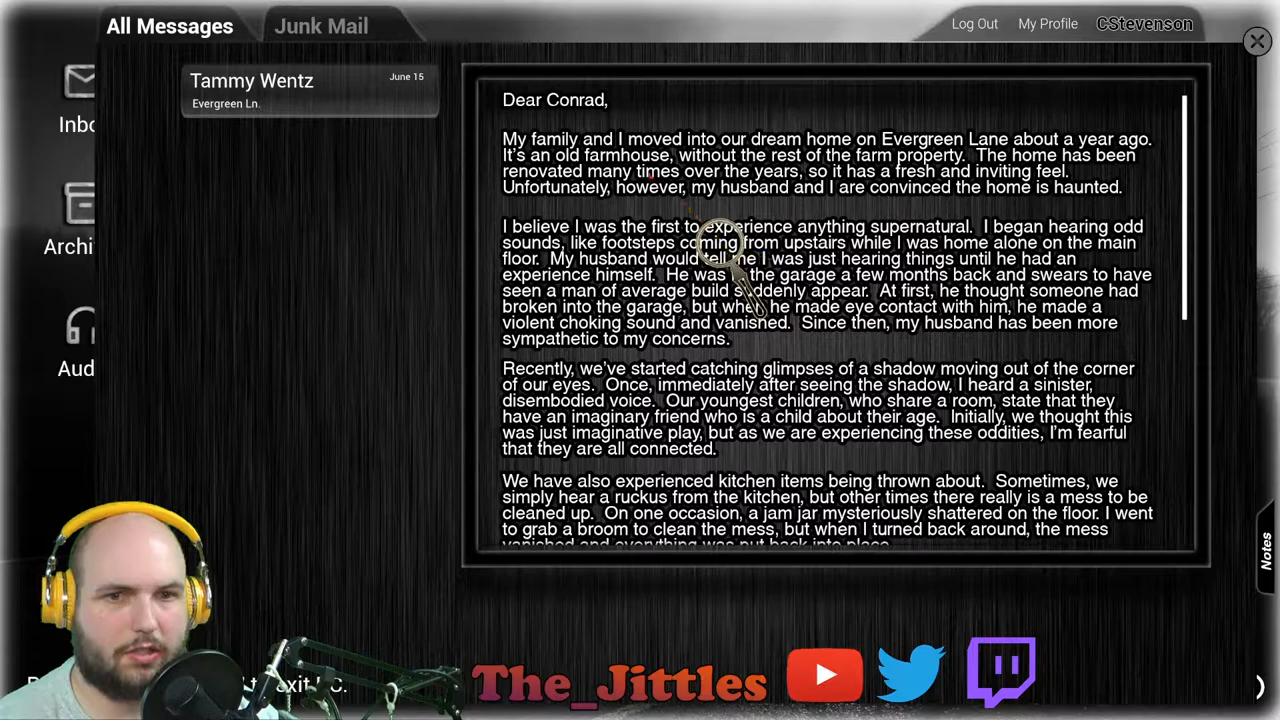 All Messages
Junk Mail
Log Out
My Profile
CStevenson
Tammy Wentz
June 15
Evergreen Ln.
Dear Conrad,
My family and I moved into our dream home on Evergreen Lane about a year ago.
It's an old farmhouse, without the rest of the farm property.  The home has been
renovated many times over the years, so it has a fresh and inviting feel.
Unfortunately, however, my husband and I are convinced the home is haunted.
I believe I was the first to experience anything supernatural.  I began hearing odd
sounds, like footsteps coming from upstairs while I was home alone on the main
floor.  My husband would tell me I was just hearing things until he had an
experience himself.  He was in the garage a few months back and swears to have
seen a man of average build suddenly appear.  At first, he thought someone had
broken into the garage, but when he made eye contact with him, he made a
violent choking sound and vanished.  Since then, my husband has been more
sympathetic to my concerns.
Recently, we've started catching glimpses of a shadow moving out of the corner
of our eyes.  Once, immediately after seeing the shadow, I heard a sinister,
disembodied voice.  Our youngest children, who share a room, state that they
have an imaginary friend who is a child about their age.  Initially, we thought this
was just imaginative play, but as we are experiencing these oddities, I'm fearful
that they are all connected.
We have also experienced kitchen items being thrown about.  Sometimes, we
simply hear a ruckus from the kitchen, but other times there really is a mess to be
cleaned up.  On one occasion, a jam jar mysteriously shattered on the floor. I went
to grab a broom to clean the mess, but when I turned back around, the mess
vanished and everything was put back into place.
Inbo
Archi
Aud
Notes
The_Jittles